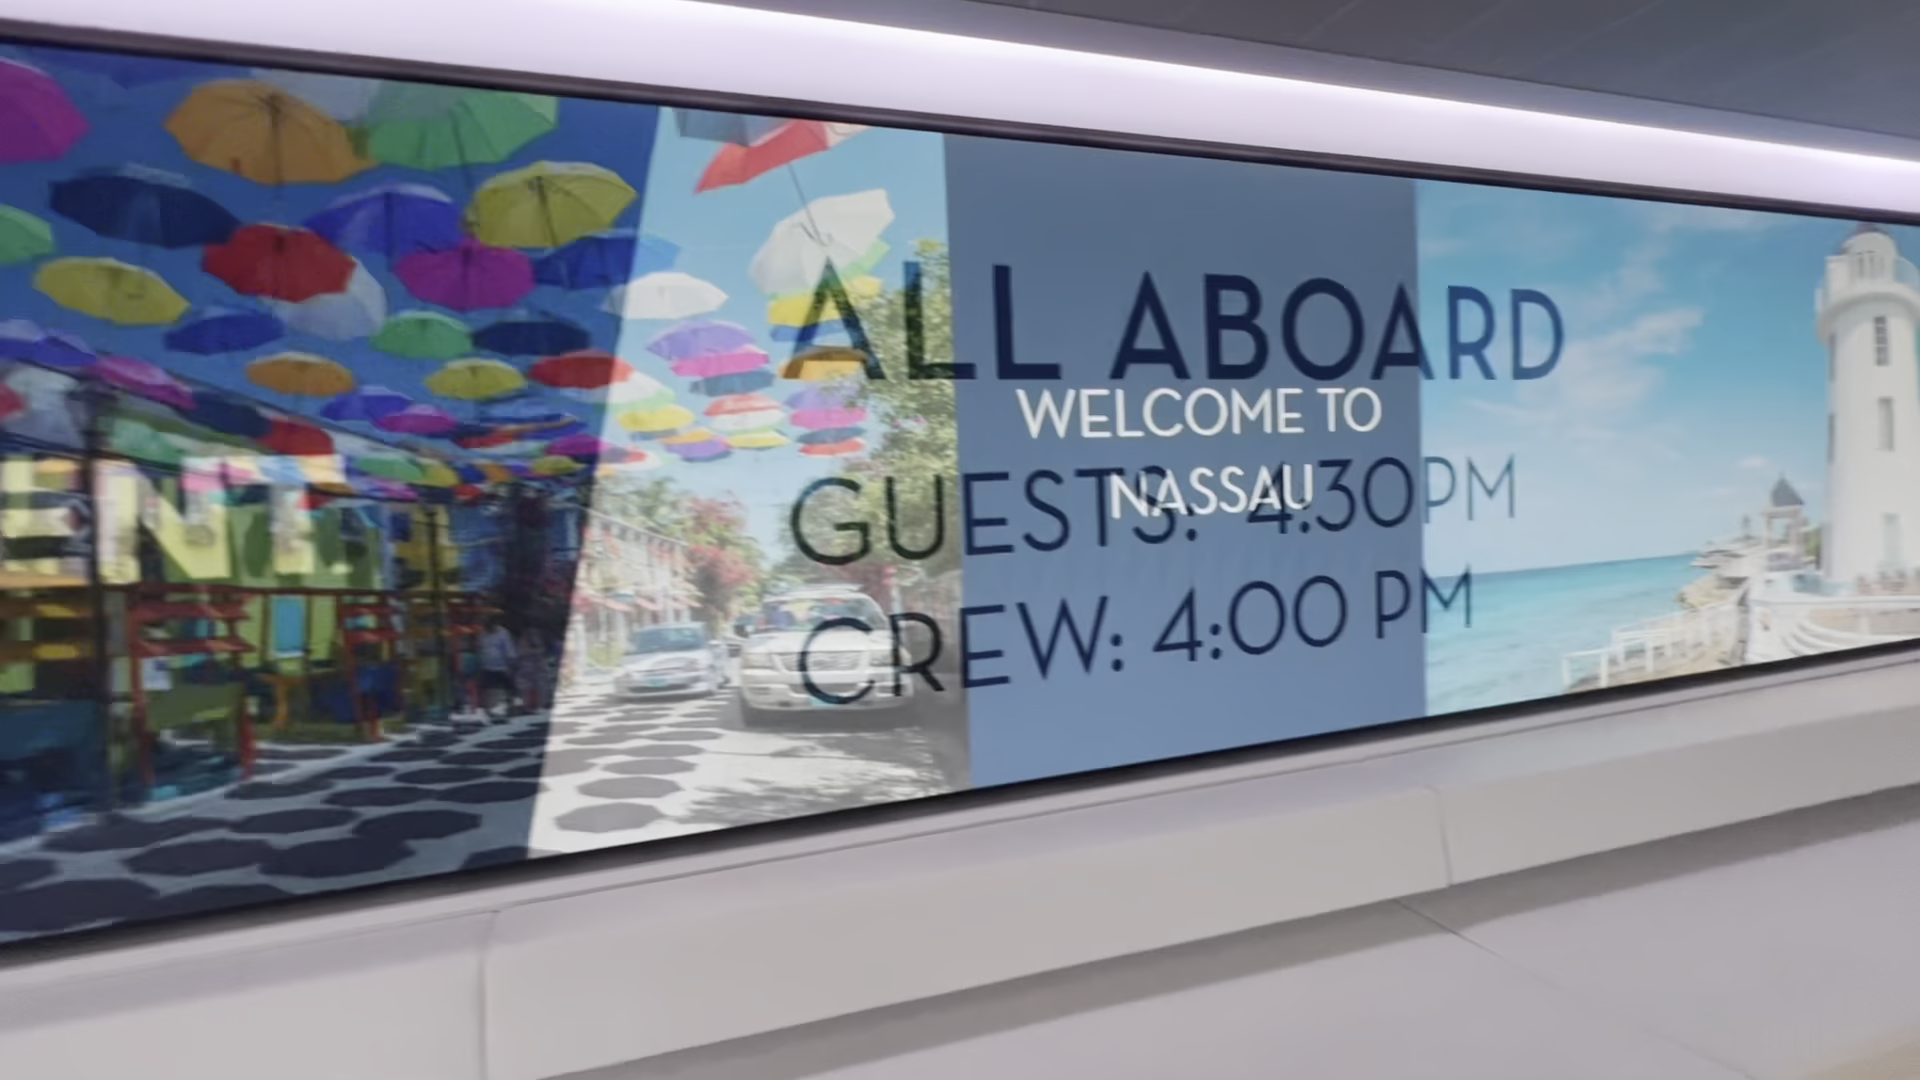 ALL ABOARD
WELCOME TO
NASSAU
GUESTS: 4:30PM
CREW: 4:00 PM